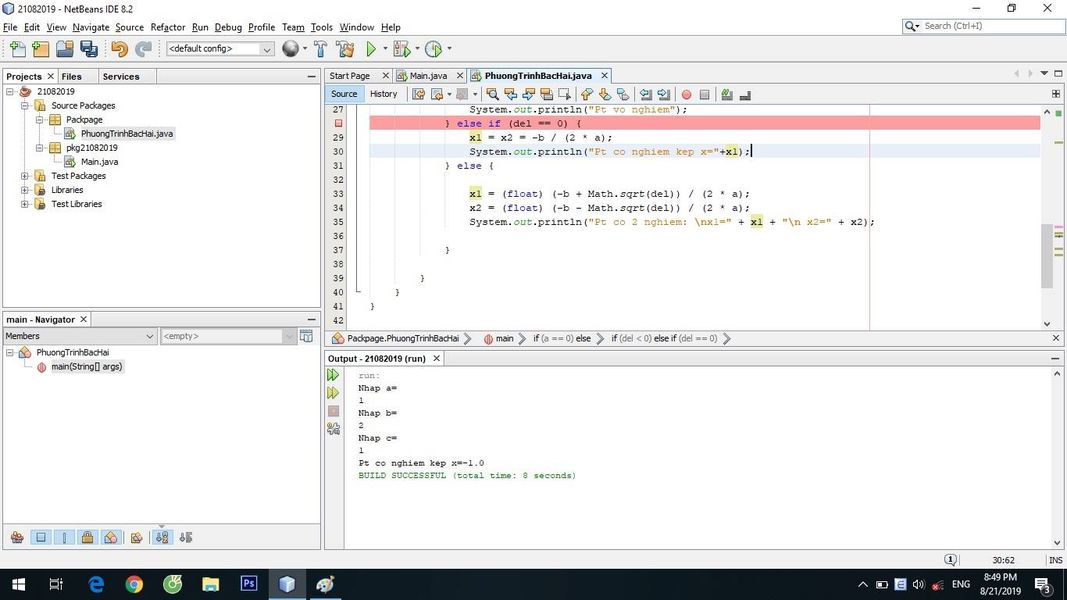 21082019 - NetBeans IDE 8.2
File Edit View Navigate Source Refactor Run Debug Profile Team Tools Window Help
Search (Ctrl+I)
<default config>
Projects Files Services
21082019
Source Packages
Packpage
PhuongTrinhBacHai.java
pkg21082019
Main.java
Test Packages
Libraries
Test Libraries
main - Navigator
Members <empty>
PhuongTrinhBacHai
main(String[] args)
Start Page Main.java PhuongTrinhBacHai.java
Source History
27 System.out.println("Pt vo nghiem");
} else if (del == 0) {
29 x1 = x2 = -b / (2 * a);
30 System.out.println("Pt co nghiem kep x="+x1);
31 } else {
32
33 x1 = (float) (-b + Math.sqrt(del)) / (2 * a);
34 x2 = (float) (-b - Math.sqrt(del)) / (2 * a);
35 System.out.println("Pt co 2 nghiem: \nx1=" + x1 + "\n x2=" + x2);
36
37 }
38
39 }
40 }
41 }
42
Packpage.PhuongTrinhBacHai main if (a == 0) else if (del < 0) else if (del == 0)
Output - 21082019 (run)
run:
Nhap a=
1
Nhap b=
2
Nhap c=
1
Pt co nghiem kep x=-1.0
BUILD SUCCESSFUL (total time: 8 seconds)
1 30:62 INS
Ps
ENG
8:49 PM
8/21/2019
3